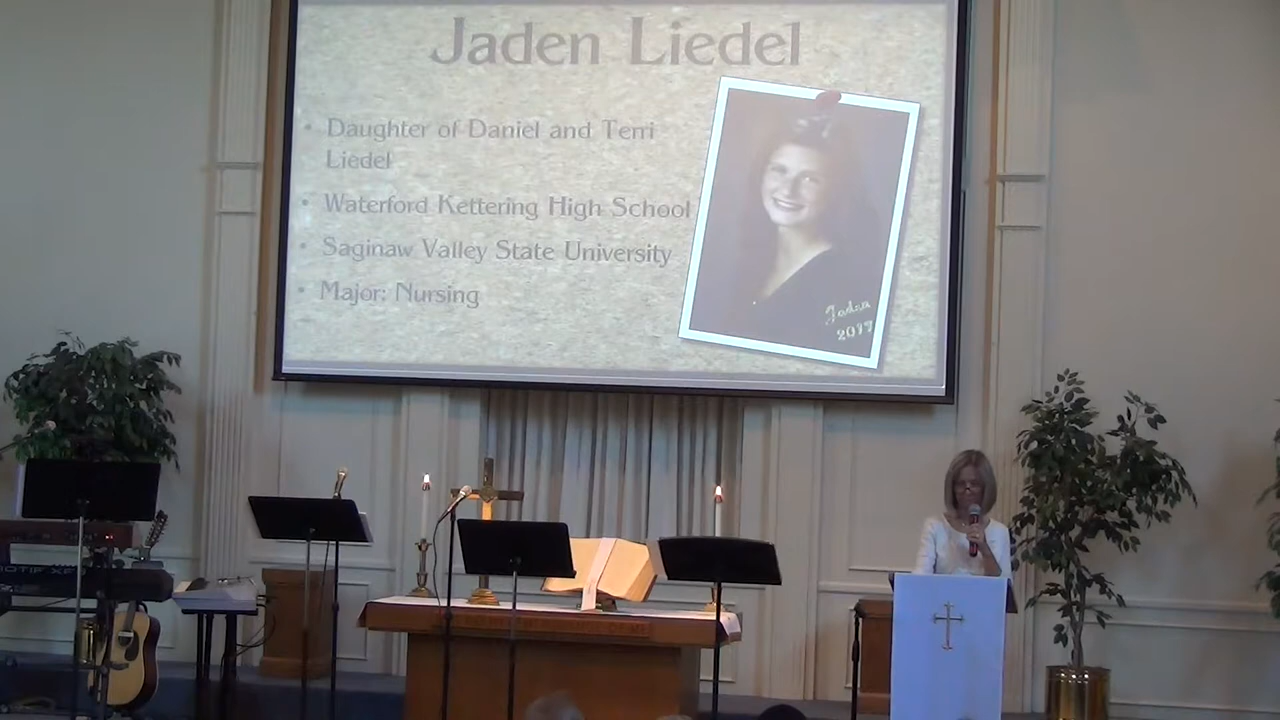 Jaden Liedel
• Daughter of Daniel and Terri
Liedel
• Waterford Kettering High School
• Saginaw Valley State University
• Major: Nursing
Jaden
2019